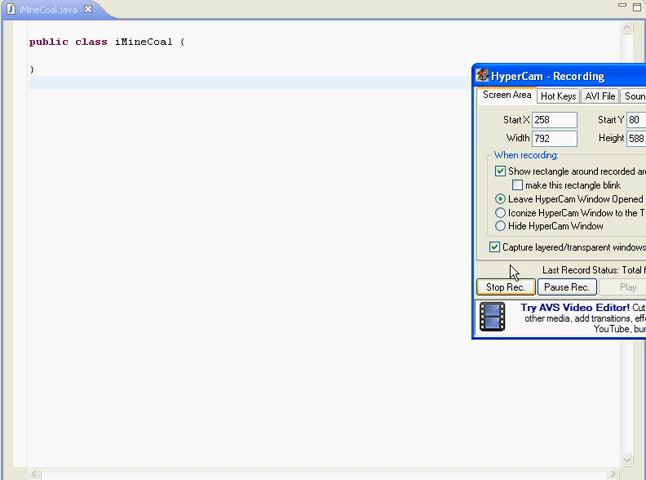 iMineCoal.java
public class iMineCoal {
}
HyperCam - Recording
Screen Area Hot Keys AVI File Soun
Start X 258 Start Y 80
Width 792 Height 588
When recording:
Show rectangle around recorded are
make this rectangle blink
Leave HyperCam Window Opened
Iconize HyperCam Window to the T
Hide HyperCam Window
Capture layered/transparent windows
Last Record Status: Total f
Stop Rec. Pause Rec. Play
Try AVS Video Editor! Cut
other media, add transitions, effe
YouTube, bur